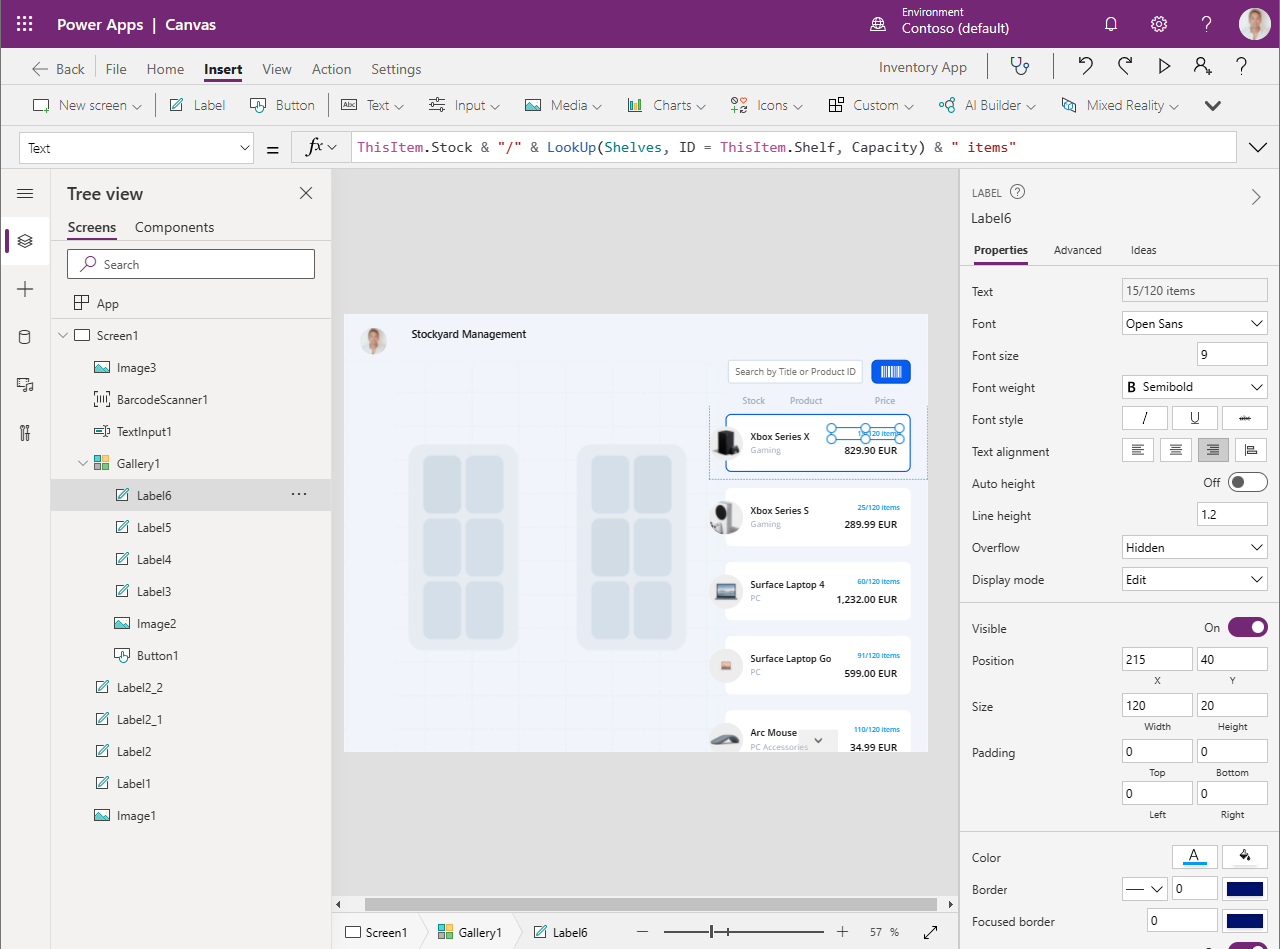 Power Apps | Canvas
Environment
Contoso (default)
Back File Home Insert View Action Settings
Inventory App
New screen Label Button Text Input Media Charts Icons Custom AI Builder Mixed Reality
Text = fx ThisItem.Stock & "/" & LookUp(Shelves, ID = ThisItem.Shelf, Capacity) & " items"
Tree view
Screens Components
Search
App
Screen1
Image3
BarcodeScanner1
TextInput1
Gallery1
Label6
Label5
Label4
Label3
Image2
Button1
Label2_2
Label2_1
Label2
Label1
Image1
Stockyard Management
Search by Title or Product ID
Stock Product Price
Xbox Series X
Gaming
829.90 EUR
Xbox Series S
25/120 items
Gaming
289.99 EUR
Surface Laptop 4
60/120 items
PC
1,232.00 EUR
Surface Laptop Go
91/120 items
PC
599.00 EUR
Arc Mouse
110/120 items
PC Accessories
34.99 EUR
Screen1 Gallery1 Label6
57 %
LABEL
Label6
Properties Advanced Ideas
Text 15/120 items
Font Open Sans
Font size 9
Font weight B Semibold
Font style / U abc
Text alignment
Auto height Off
Line height 1.2
Overflow Hidden
Display mode Edit
Visible On
Position 215 40
X Y
Size 120 20
Width Height
Padding 0 0
Top Bottom
0 0
Left Right
Color A
Border 0
Focused border 0